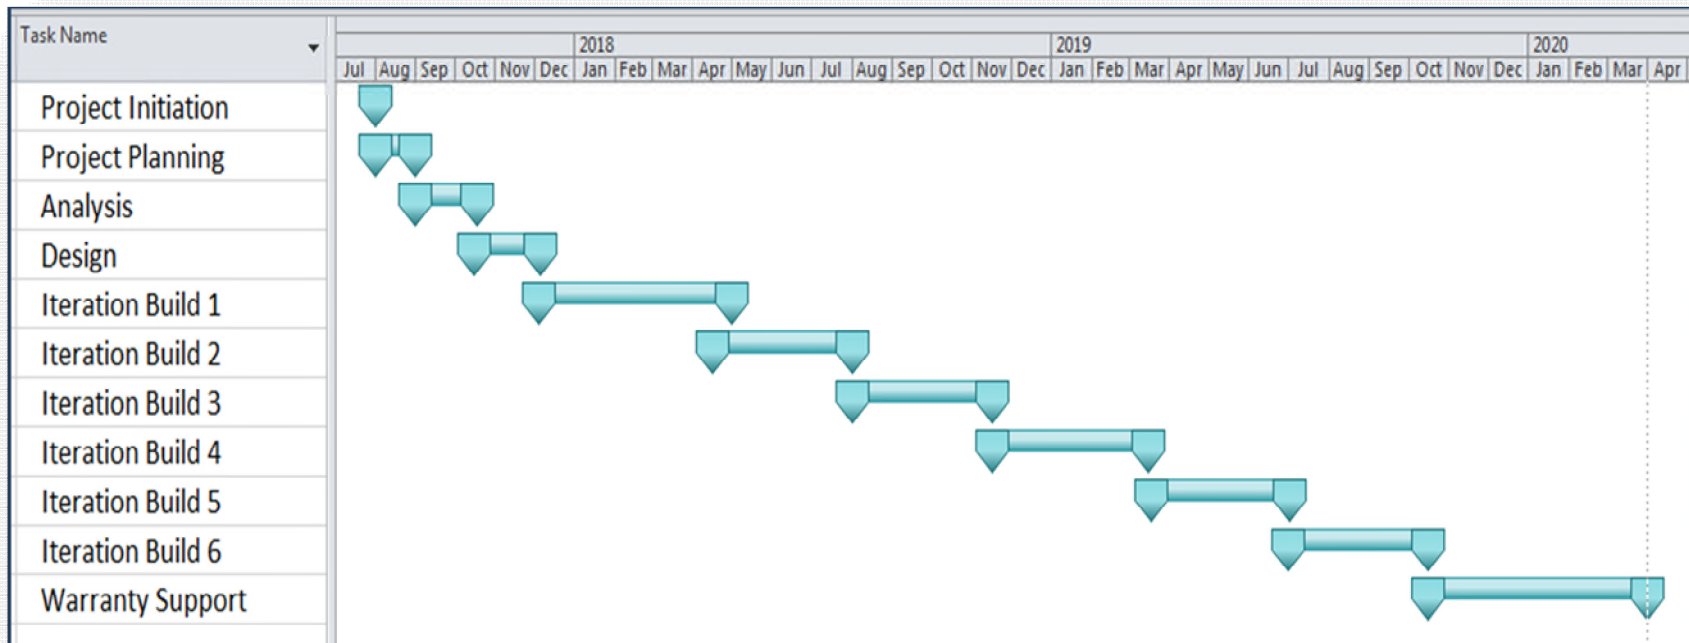 Task Name
2018 2019 2020
Jul Aug Sep Oct Nov Dec Jan Feb Mar Apr May Jun Jul Aug Sep Oct Nov Dec Jan Feb Mar Apr May Jun Jul Aug Sep Oct Nov Dec Jan Feb Mar Apr
Project Initiation
Project Planning
Analysis
Design
Iteration Build 1
Iteration Build 2
Iteration Build 3
Iteration Build 4
Iteration Build 5
Iteration Build 6
Warranty Support